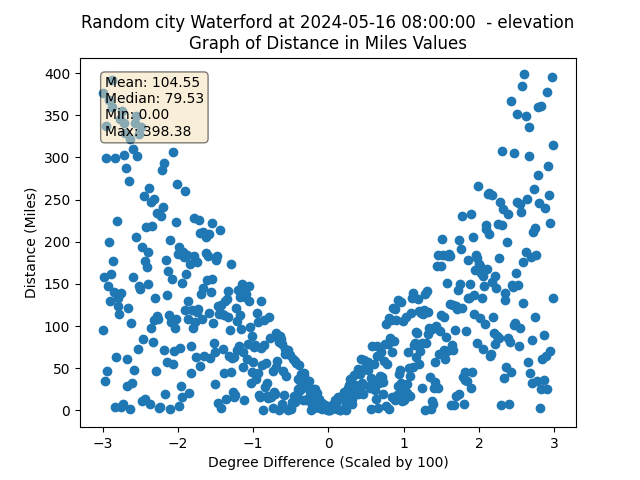 Random city Waterford at 2024-05-16 08:00:00  - elevation
Graph of Distance in Miles Values
Mean: 104.55
Median: 79.53
Min: 0.00
Max: 398.38
400
350
300
250
200
150
100
50
0
Distance (Miles)
−3 −2 −1 0 1 2 3
Degree Difference (Scaled by 100)